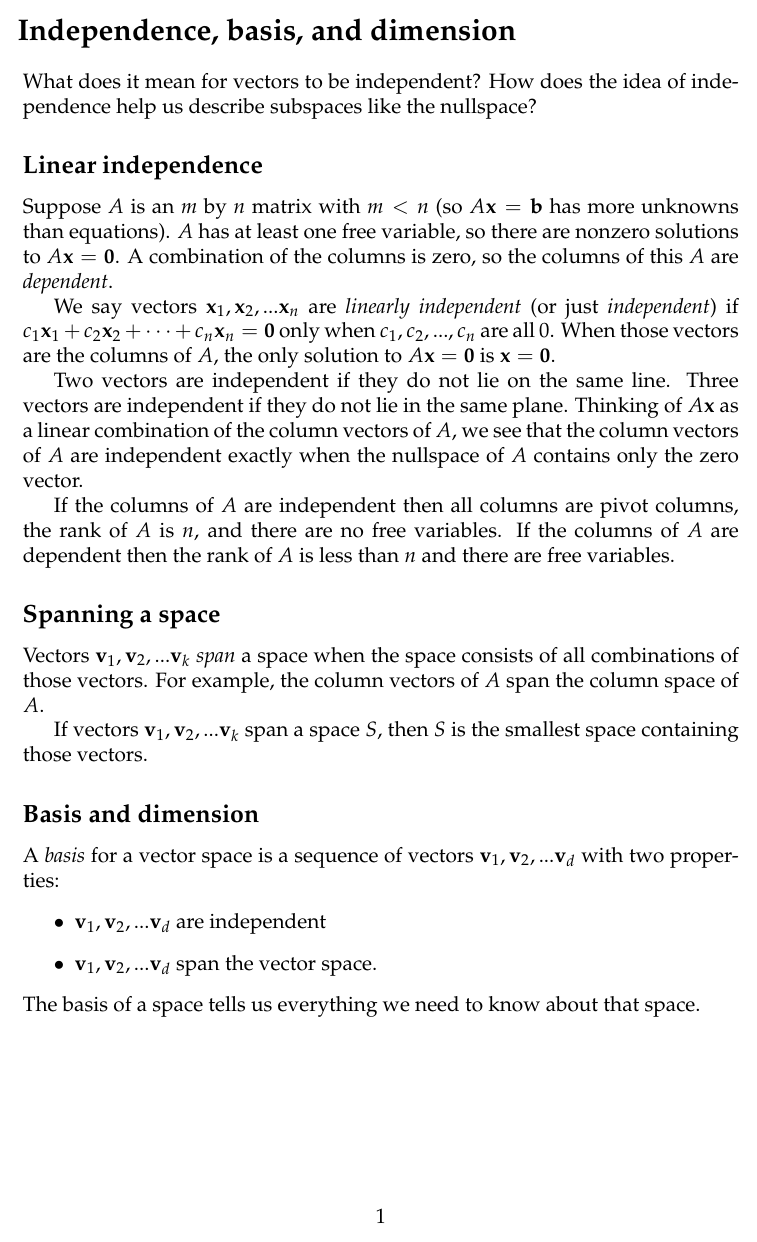 Independence, basis, and dimension
What does it mean for vectors to be independent? How does the idea of inde-
pendence help us describe subspaces like the nullspace?
Linear independence
Suppose A is an m by n matrix with m < n (so Ax = b has more unknowns
than equations). A has at least one free variable, so there are nonzero solutions
to Ax = 0. A combination of the columns is zero, so the columns of this A are
dependent.
We say vectors x₁, x₂, ...xₙ are linearly independent (or just independent) if
c₁x₁ + c₂x₂ + · · · + cₙxₙ = 0 only when c₁, c₂, ..., cₙ are all 0. When those vectors
are the columns of A, the only solution to Ax = 0 is x = 0.
Two vectors are independent if they do not lie on the same line. Three
vectors are independent if they do not lie in the same plane. Thinking of Ax as
a linear combination of the column vectors of A, we see that the column vectors
of A are independent exactly when the nullspace of A contains only the zero
vector.
If the columns of A are independent then all columns are pivot columns,
the rank of A is n, and there are no free variables. If the columns of A are
dependent then the rank of A is less than n and there are free variables.
Spanning a space
Vectors v₁, v₂, ...vₖ span a space when the space consists of all combinations of
those vectors. For example, the column vectors of A span the column space of
A.
If vectors v₁, v₂, ...vₖ span a space S, then S is the smallest space containing
those vectors.
Basis and dimension
A basis for a vector space is a sequence of vectors v₁, v₂, ...v_d with two proper-
ties:
• v₁, v₂, ...v_d are independent
• v₁, v₂, ...v_d span the vector space.
The basis of a space tells us everything we need to know about that space.
1